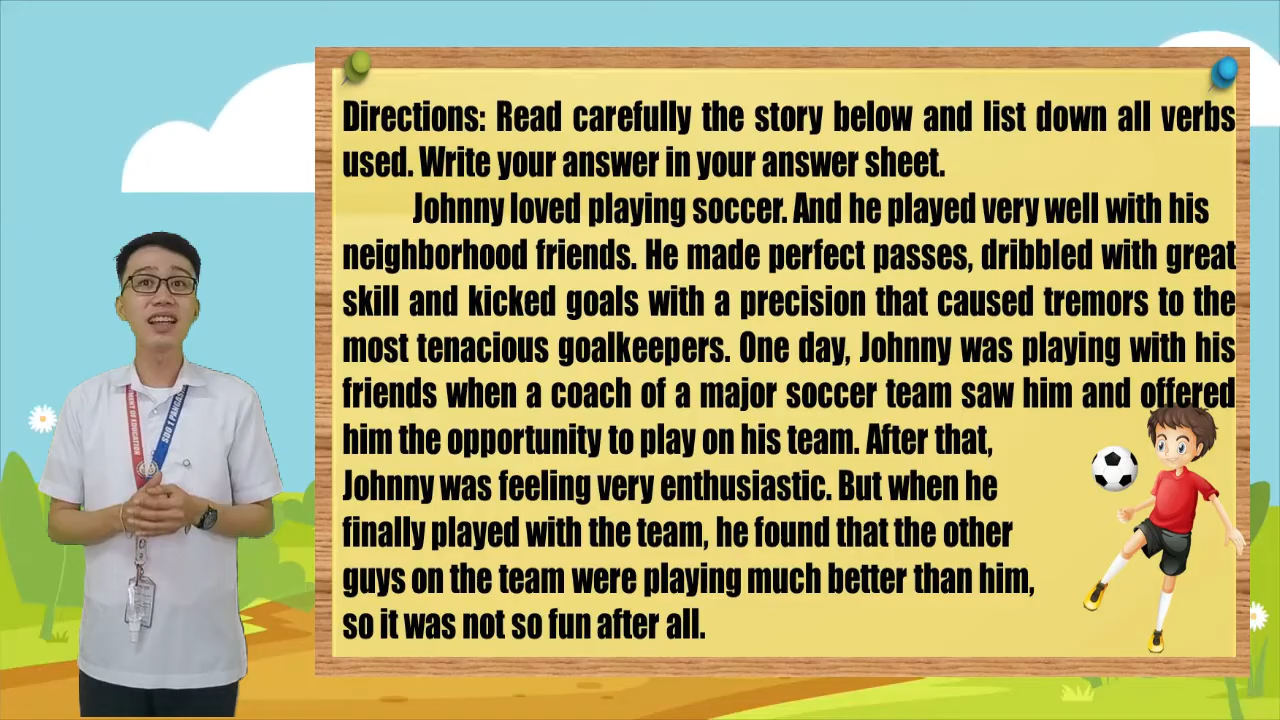 Directions: Read carefully the story below and list down all verbs
used. Write your answer in your answer sheet.
Johnny loved playing soccer. And he played very well with his
neighborhood friends. He made perfect passes, dribbled with great
skill and kicked goals with a precision that caused tremors to the
most tenacious goalkeepers. One day, Johnny was playing with his
friends when a coach of a major soccer team saw him and offered
him the opportunity to play on his team. After that,
Johnny was feeling very enthusiastic. But when he
finally played with the team, he found that the other
guys on the team were playing much better than him,
so it was not so fun after all.